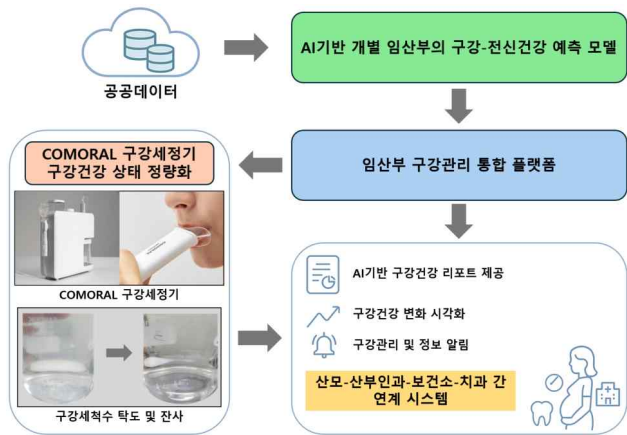 공공데이터
AI기반 개별 임산부의 구강-전신건강 예측 모델
임산부 구강관리 통합 플랫폼
COMORAL 구강세정기
구강건강 상태 정량화
COMORAL 구강세정기
구강세척수 탁도 및 잔사
AI기반 구강건강 리포트 제공
구강건강 변화 시각화
구강관리 및 정보 알림
산모-산부인과-보건소-치과 간
연계 시스템